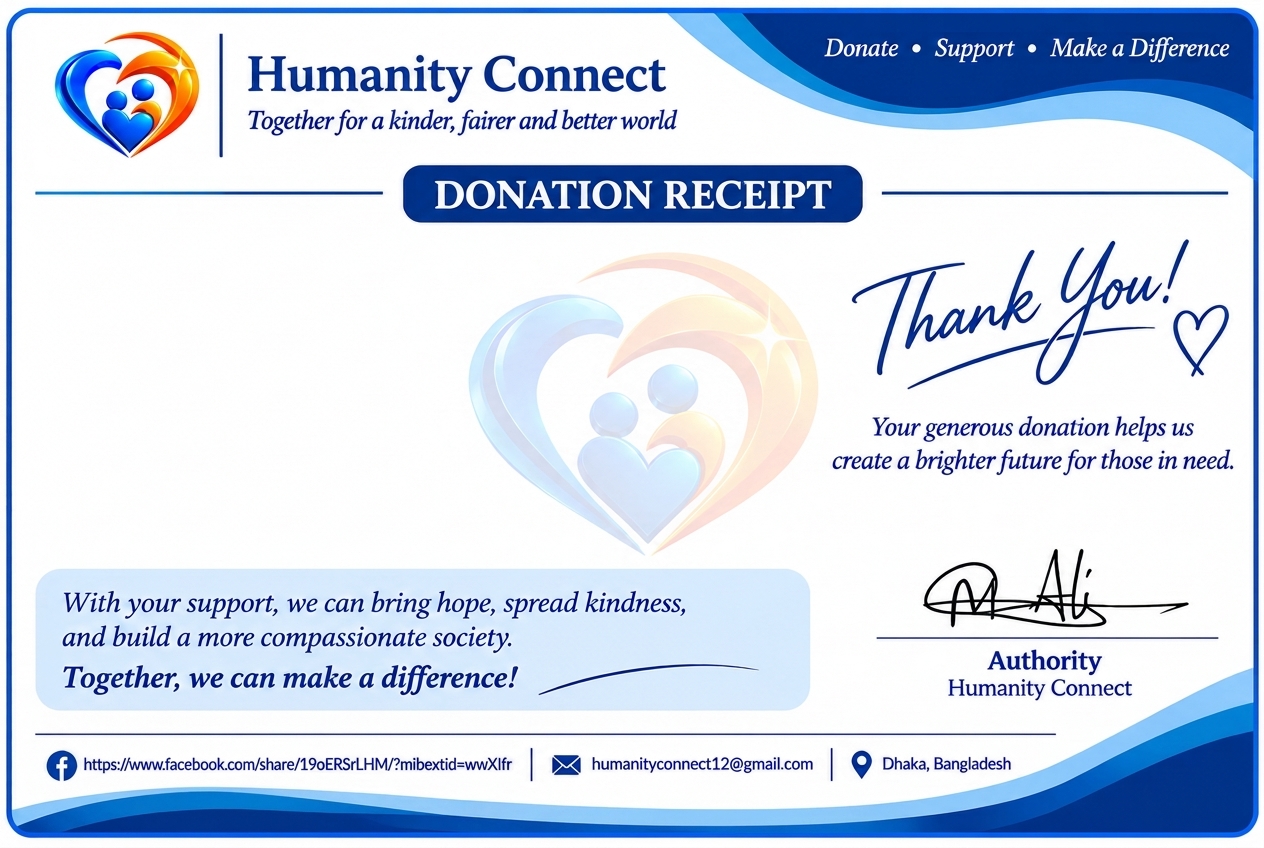 Humanity Connect
Together for a kinder, fairer and better world
Donate • Support • Make a Difference
DONATION RECEIPT
Thank You!
Your generous donation helps us
create a brighter future for those in need.
With your support, we can bring hope, spread kindness,
and build a more compassionate society.
Together, we can make a difference!
M Ali
Authority
Humanity Connect
https://www.facebook.com/share/19oERSrLHM/?mibextid=wwXlfr
humanityconnect12@gmail.com
Dhaka, Bangladesh